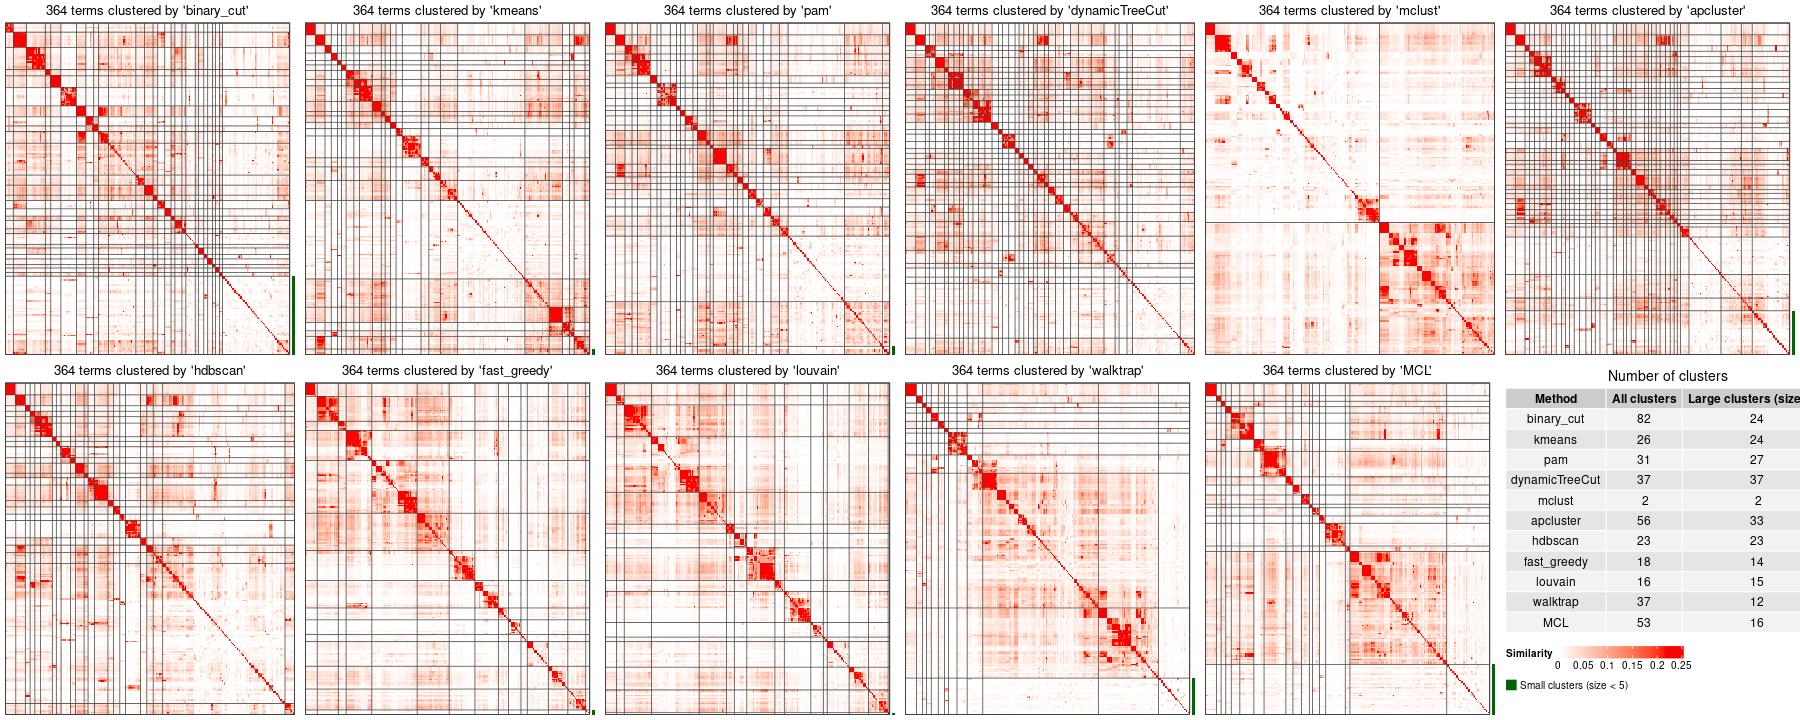 364 terms clustered by 'binary_cut'
364 terms clustered by 'kmeans'
364 terms clustered by 'pam'
364 terms clustered by 'dynamicTreeCut'
364 terms clustered by 'mclust'
364 terms clustered by 'apcluster'
364 terms clustered by 'hdbscan'
364 terms clustered by 'fast_greedy'
364 terms clustered by 'louvain'
364 terms clustered by 'walktrap'
364 terms clustered by 'MCL'
Number of clusters
Method All clusters Large clusters (size
binary_cut 82 24
kmeans 26 24
pam 31 27
dynamicTreeCut 37 37
mclust 2 2
apcluster 56 33
hdbscan 23 23
fast_greedy 18 14
louvain 16 15
walktrap 37 12
MCL 53 16
Similarity
0 0.05 0.1 0.15 0.2 0.25
Small clusters (size < 5)